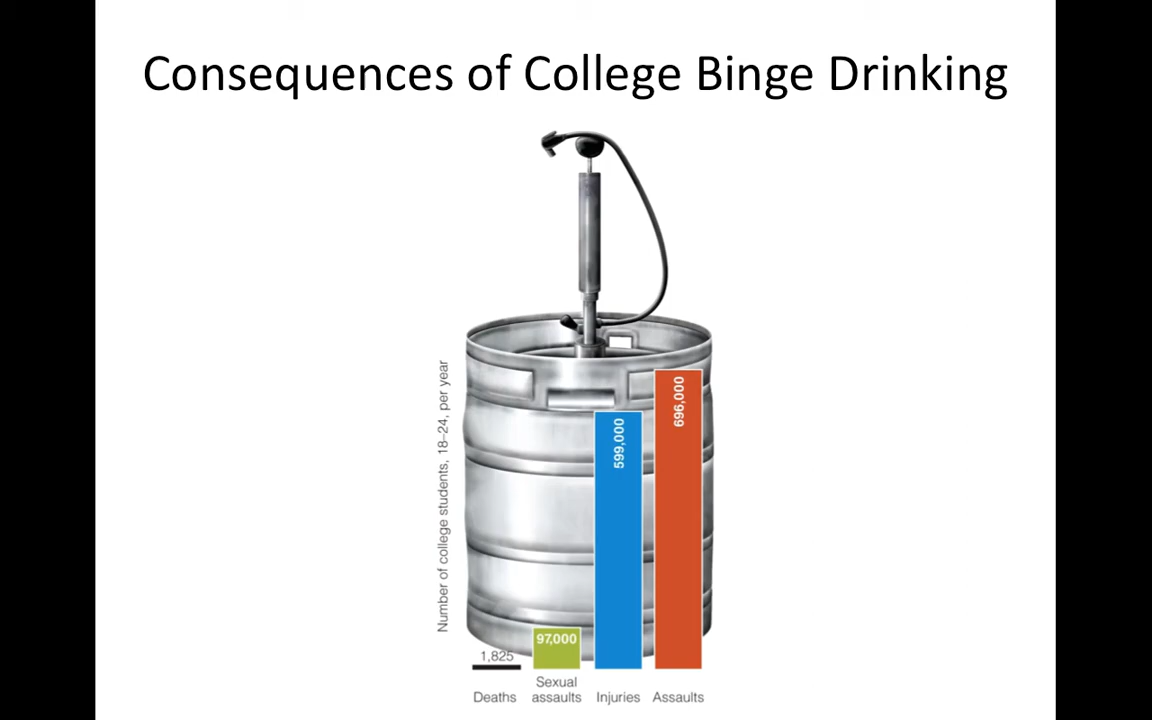 Consequences of College Binge Drinking
Number of college students, 18–24, per year
1,825
97,000
599,000
696,000
Deaths
Sexual
assaults
Injuries
Assaults